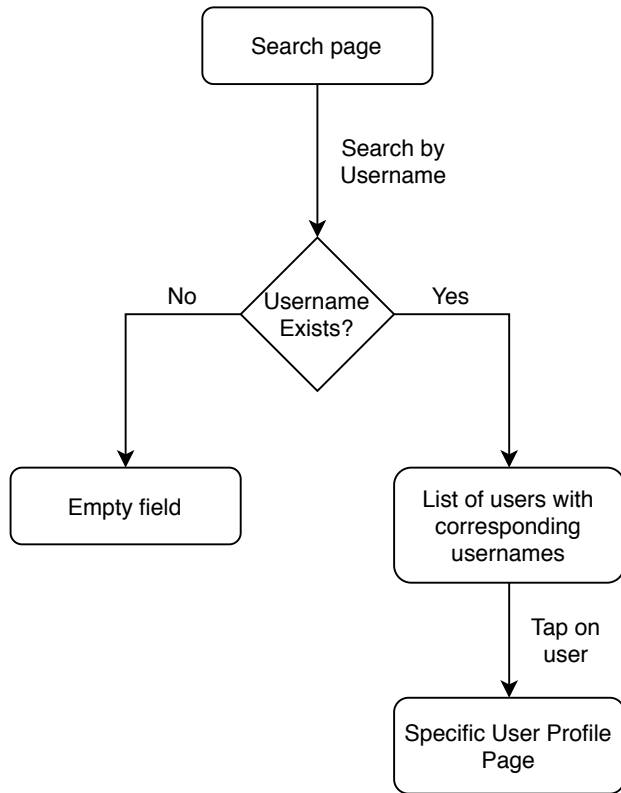 Search page
Search by
Username
No
Username
Exists?
Yes
Empty field
List of users with
corresponding
usernames
Tap on
user
Specific User Profile
Page